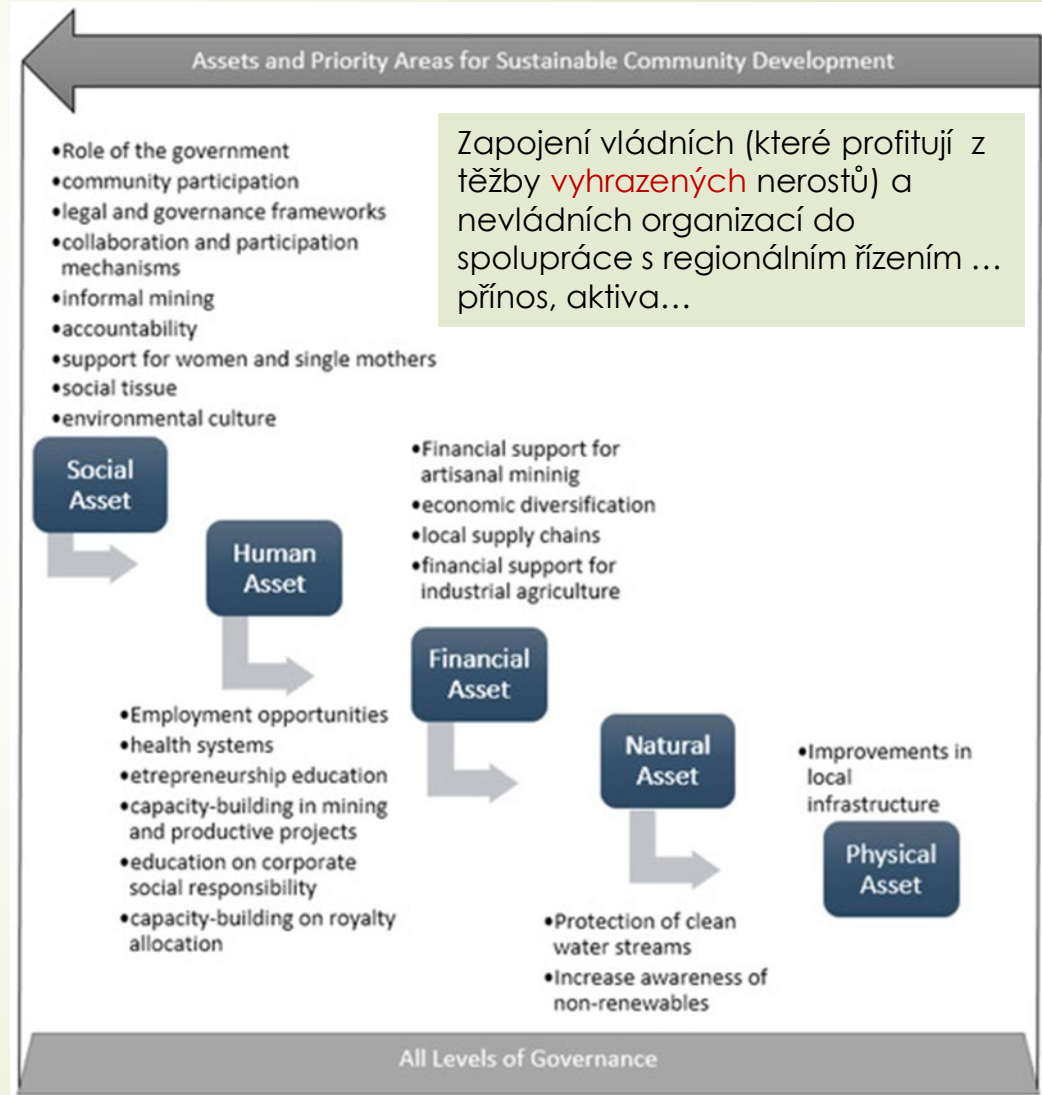 Assets and Priority Areas for Sustainable Community Development
Zapojení vládních (které profitují z
těžby vyhrazených nerostů) a
nevládních organizací do
spolupráce s regionálním řízením …
přínos, aktiva…
•Role of the government
•community participation
•legal and governance frameworks
•collaboration and participation
mechanisms
•informal mining
•accountability
•support for women and single mothers
•social tissue
•environmental culture
Social
Asset
Human
Asset
•Employment opportunities
•health systems
•etrepreneurship education
•capacity-building in mining
and productive projects
•education on corporate
social responsibility
•capacity-building on royalty
allocation
•Financial support for
artisanal mininig
•economic diversification
•local supply chains
•financial support for
industrial agriculture
Financial
Asset
Natural
Asset
•Protection of clean
water streams
•Increase awareness of
non-renewables
•Improvements in
local
infrastructure
Physical
Asset
All Levels of Governance